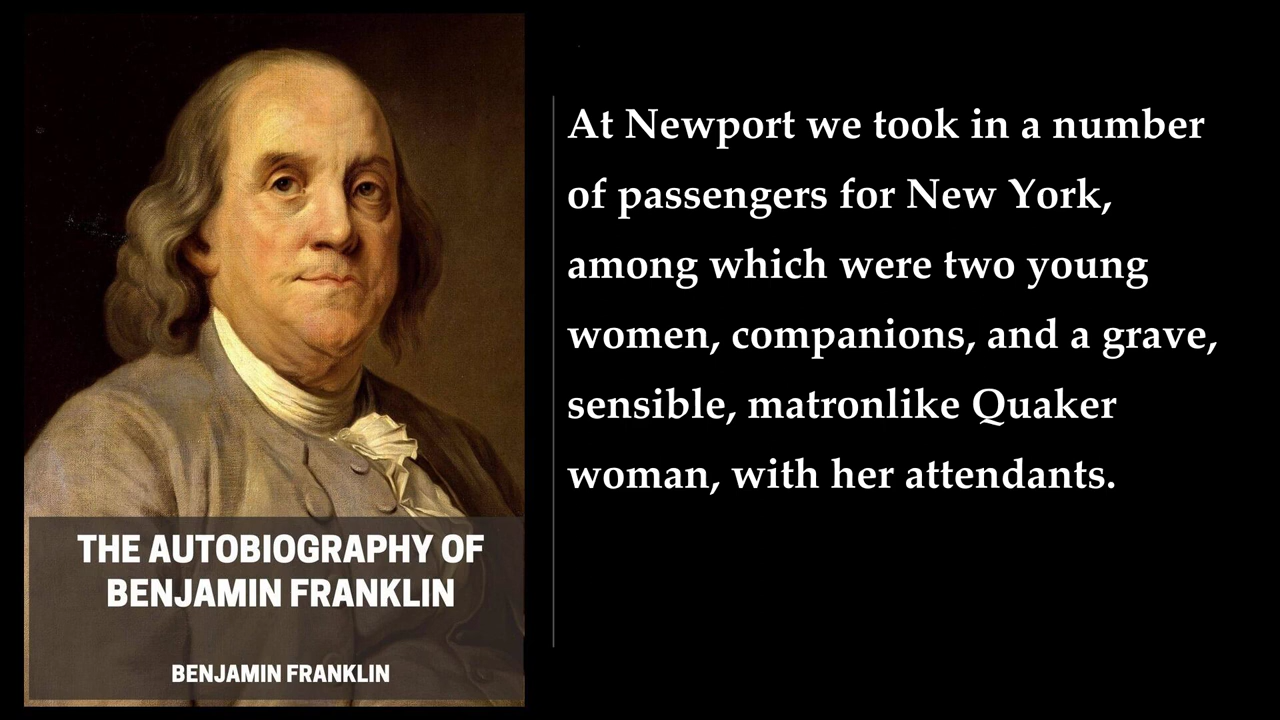 THE AUTOBIOGRAPHY OF
BENJAMIN FRANKLIN
BENJAMIN FRANKLIN
At Newport we took in a number
of passengers for New York,
among which were two young
women, companions, and a grave,
sensible, matronlike Quaker
woman, with her attendants.